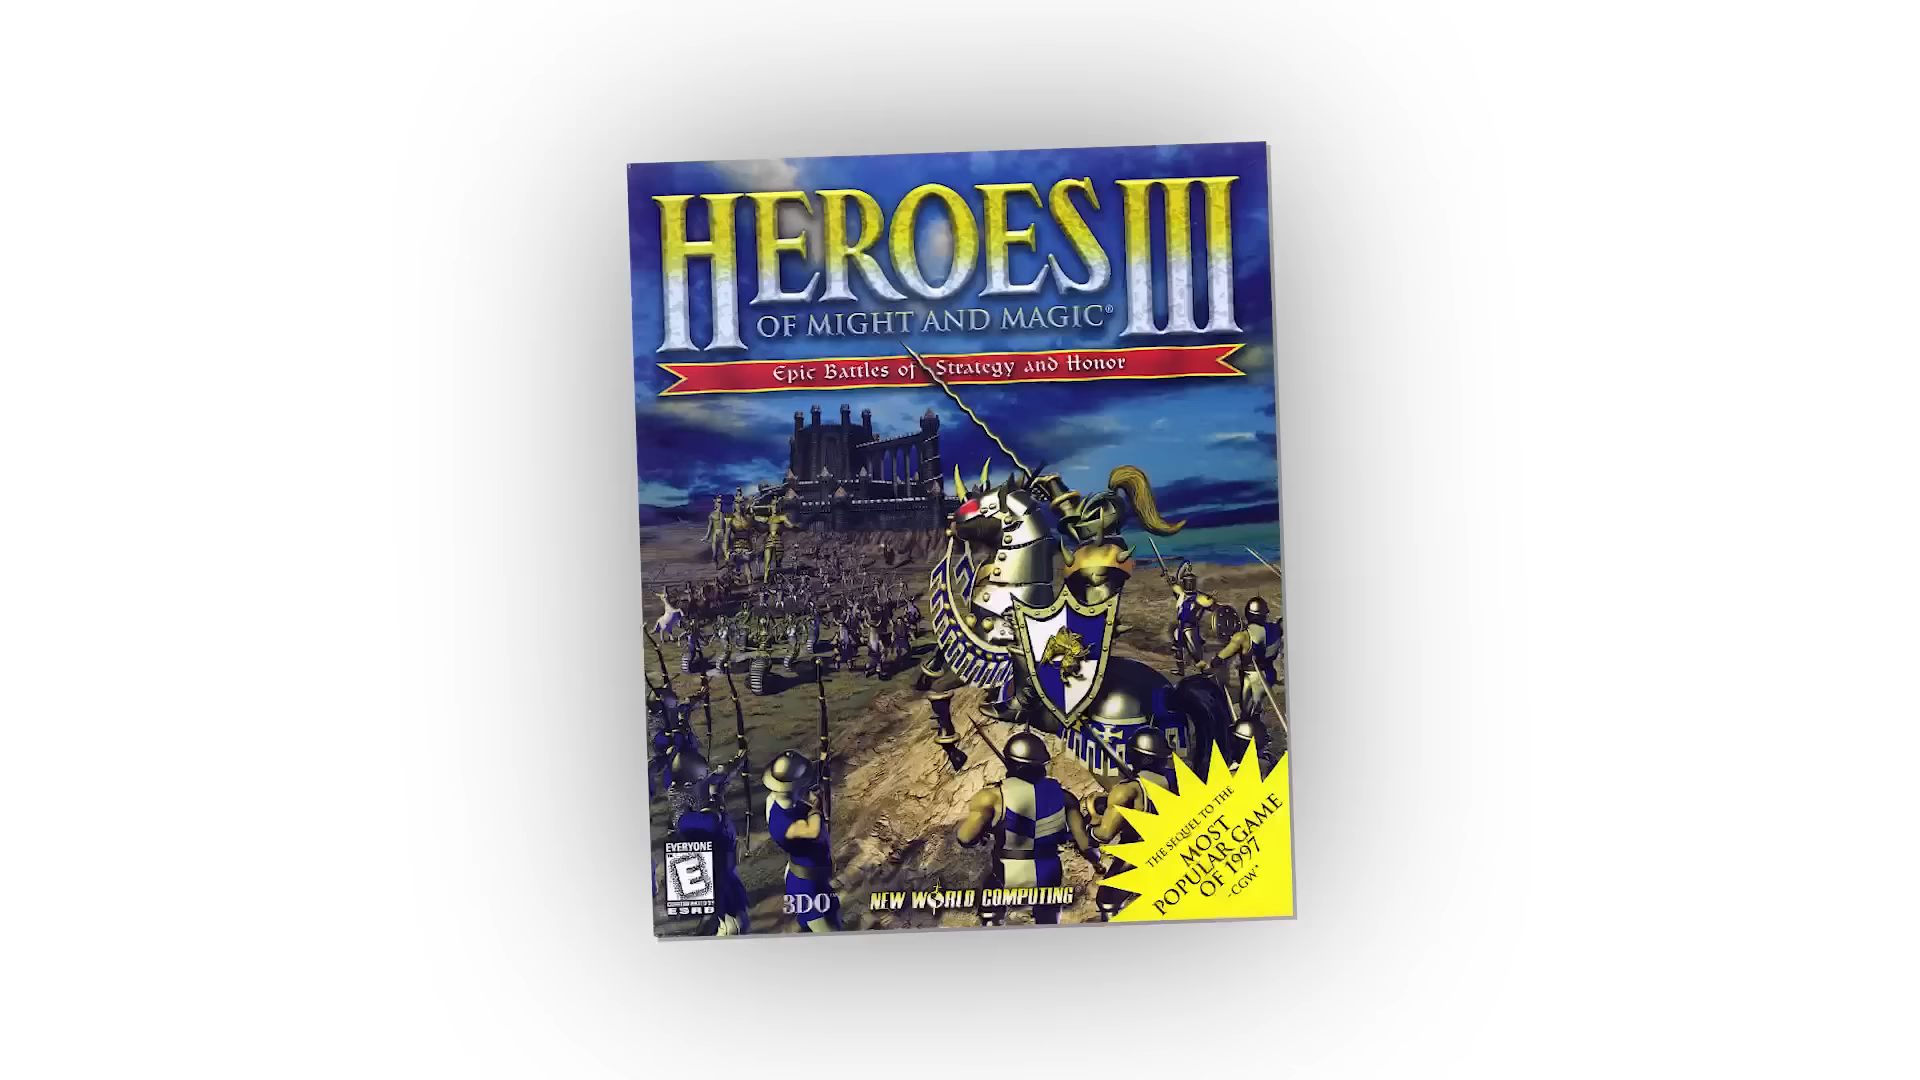 HEROES III
OF MIGHT AND MAGIC®
Epic Battles of Strategy and Honor
THE SEQUEL TO THE
MOST
POPULAR GAME
OF 1997
-CGW*
EVERYONE
E
ESRB
3DO™
NEW WORLD COMPUTING